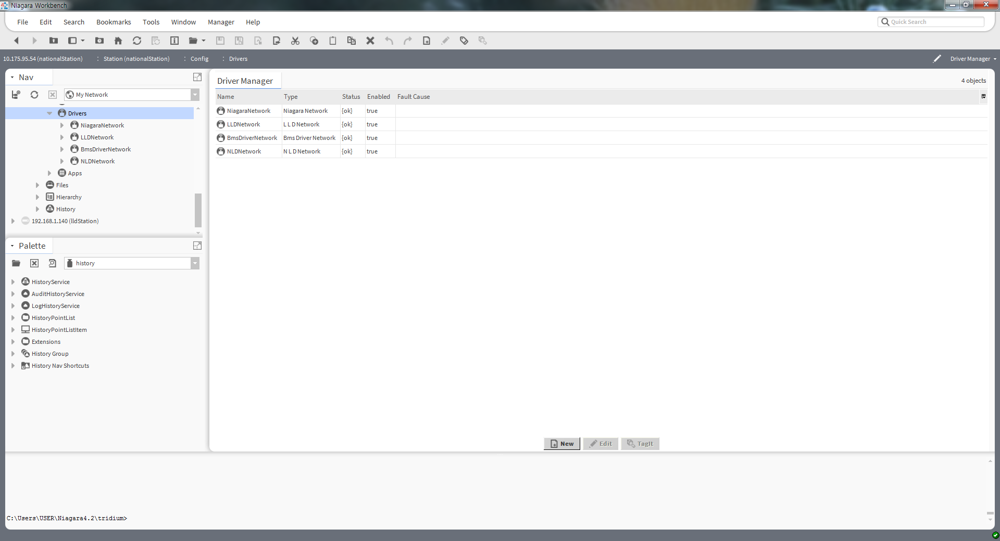 Niagara Workbench
File Edit Search Bookmarks Tools Window Manager Help
Quick Search
10.175.95.54 (nationalStation) : Station (nationalStation) : Config : Drivers
Driver Manager
Nav
My Network
Drivers
NiagaraNetwork
LLDNetwork
BmsDriverNetwork
NLDNetwork
Apps
Files
Hierarchy
History
192.168.1.140 (lldStation)
Palette
history
HistoryService
AuditHistoryService
LogHistoryService
HistoryPointList
HistoryPointListItem
Extensions
History Group
History Nav Shortcuts
Driver Manager
4 objects
Name Type Status Enabled Fault Cause
NiagaraNetwork Niagara Network {ok} true
LLDNetwork L L D Network {ok} true
BmsDriverNetwork Bms Driver Network {ok} true
NLDNetwork N L D Network {ok} true
New Edit TagIt
C:\Users\USER\Niagara4.2\tridium>